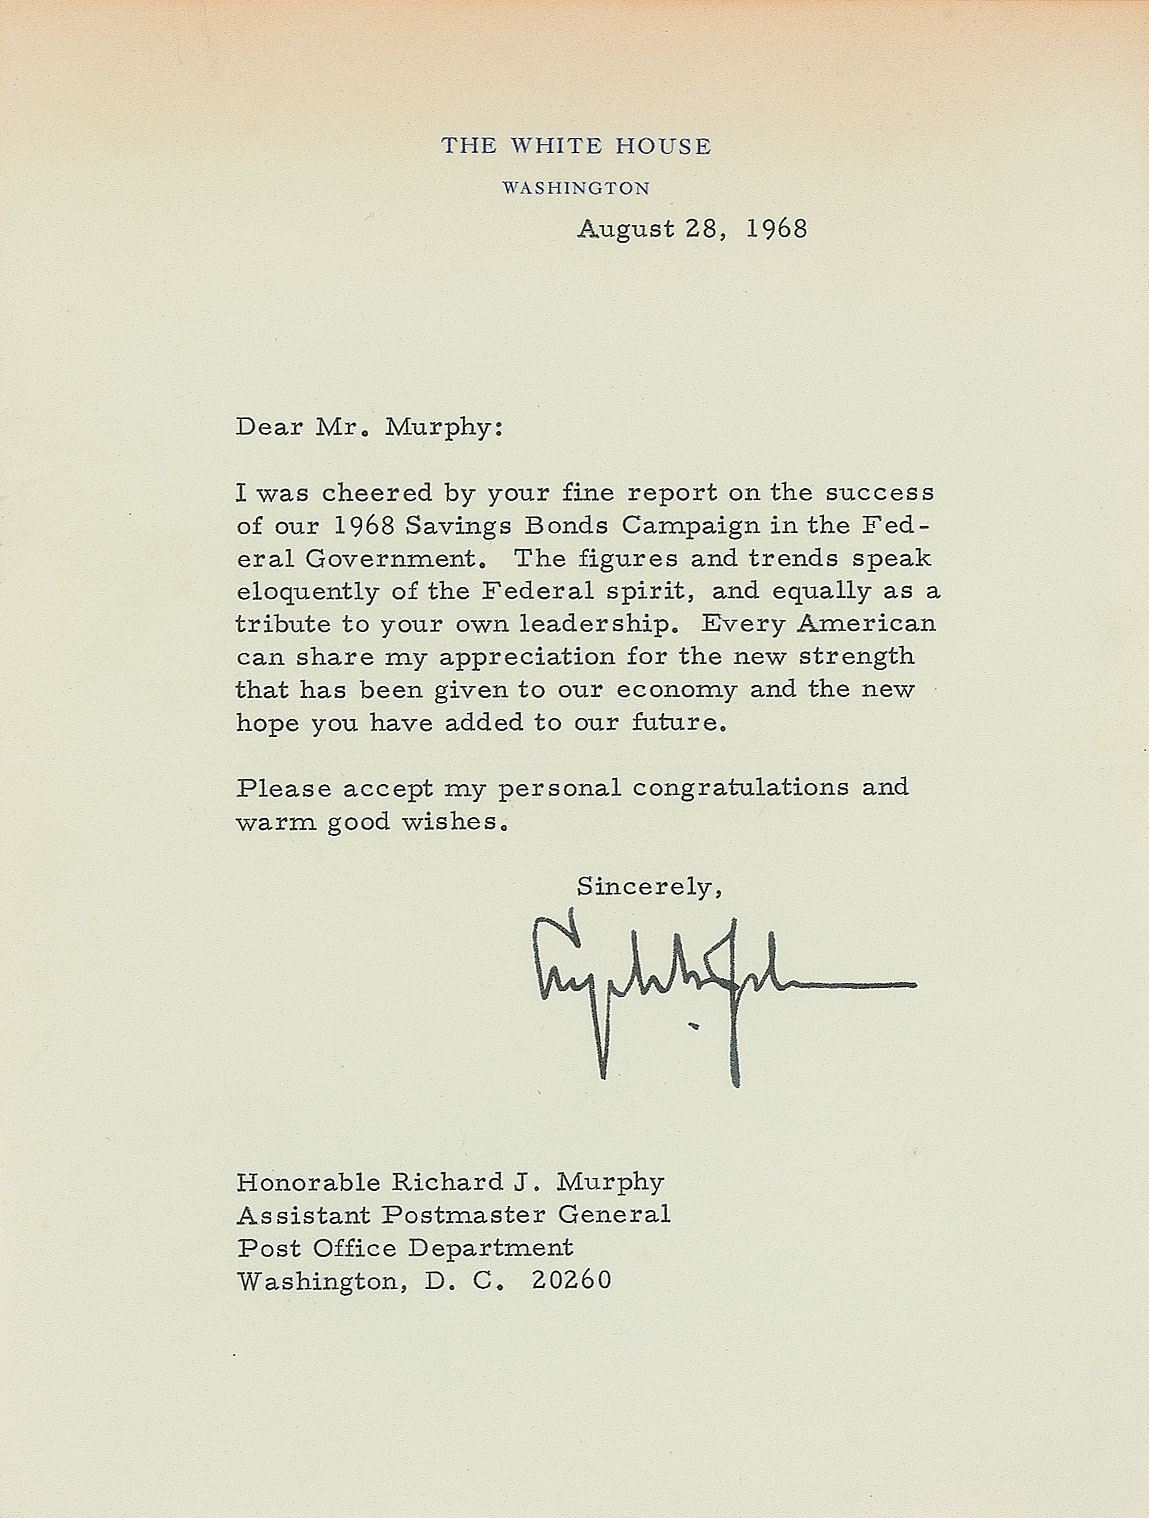 THE WHITE HOUSE
WASHINGTON
August 28, 1968
Dear Mr. Murphy:
I was cheered by your fine report on the success
of our 1968 Savings Bonds Campaign in the Fed-
eral Government. The figures and trends speak
eloquently of the Federal spirit, and equally as a
tribute to your own leadership. Every American
can share my appreciation for the new strength
that has been given to our economy and the new
hope you have added to our future.
Please accept my personal congratulations and
warm good wishes.
Sincerely,
Honorable Richard J. Murphy
Assistant Postmaster General
Post Office Department
Washington, D. C. 20260